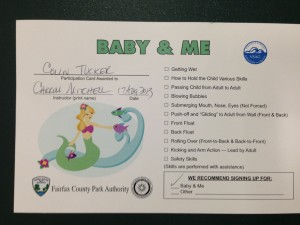 BABY & ME
Colin Tucker
Participation Card Awarded to
Instructor (print name) Date
Getting Wet
How to Hold the Child Various Skills
Passing Child from Adult to Adult
Blowing Bubbles
Submerging Mouth, Nose, Eyes (Not Forced)
Push-off and "Gliding" to Adult from Wall (Front & Back)
Front Float
Back Float
Rolling Over (Front-to-Back & Back-to-Front)
Kicking and Arm Action — Lead by Adult
Safety Skills
(Skills are performed with assistance)
WE RECOMMEND SIGNING UP FOR:
Baby & Me
Other
Fairfax County Park Authority